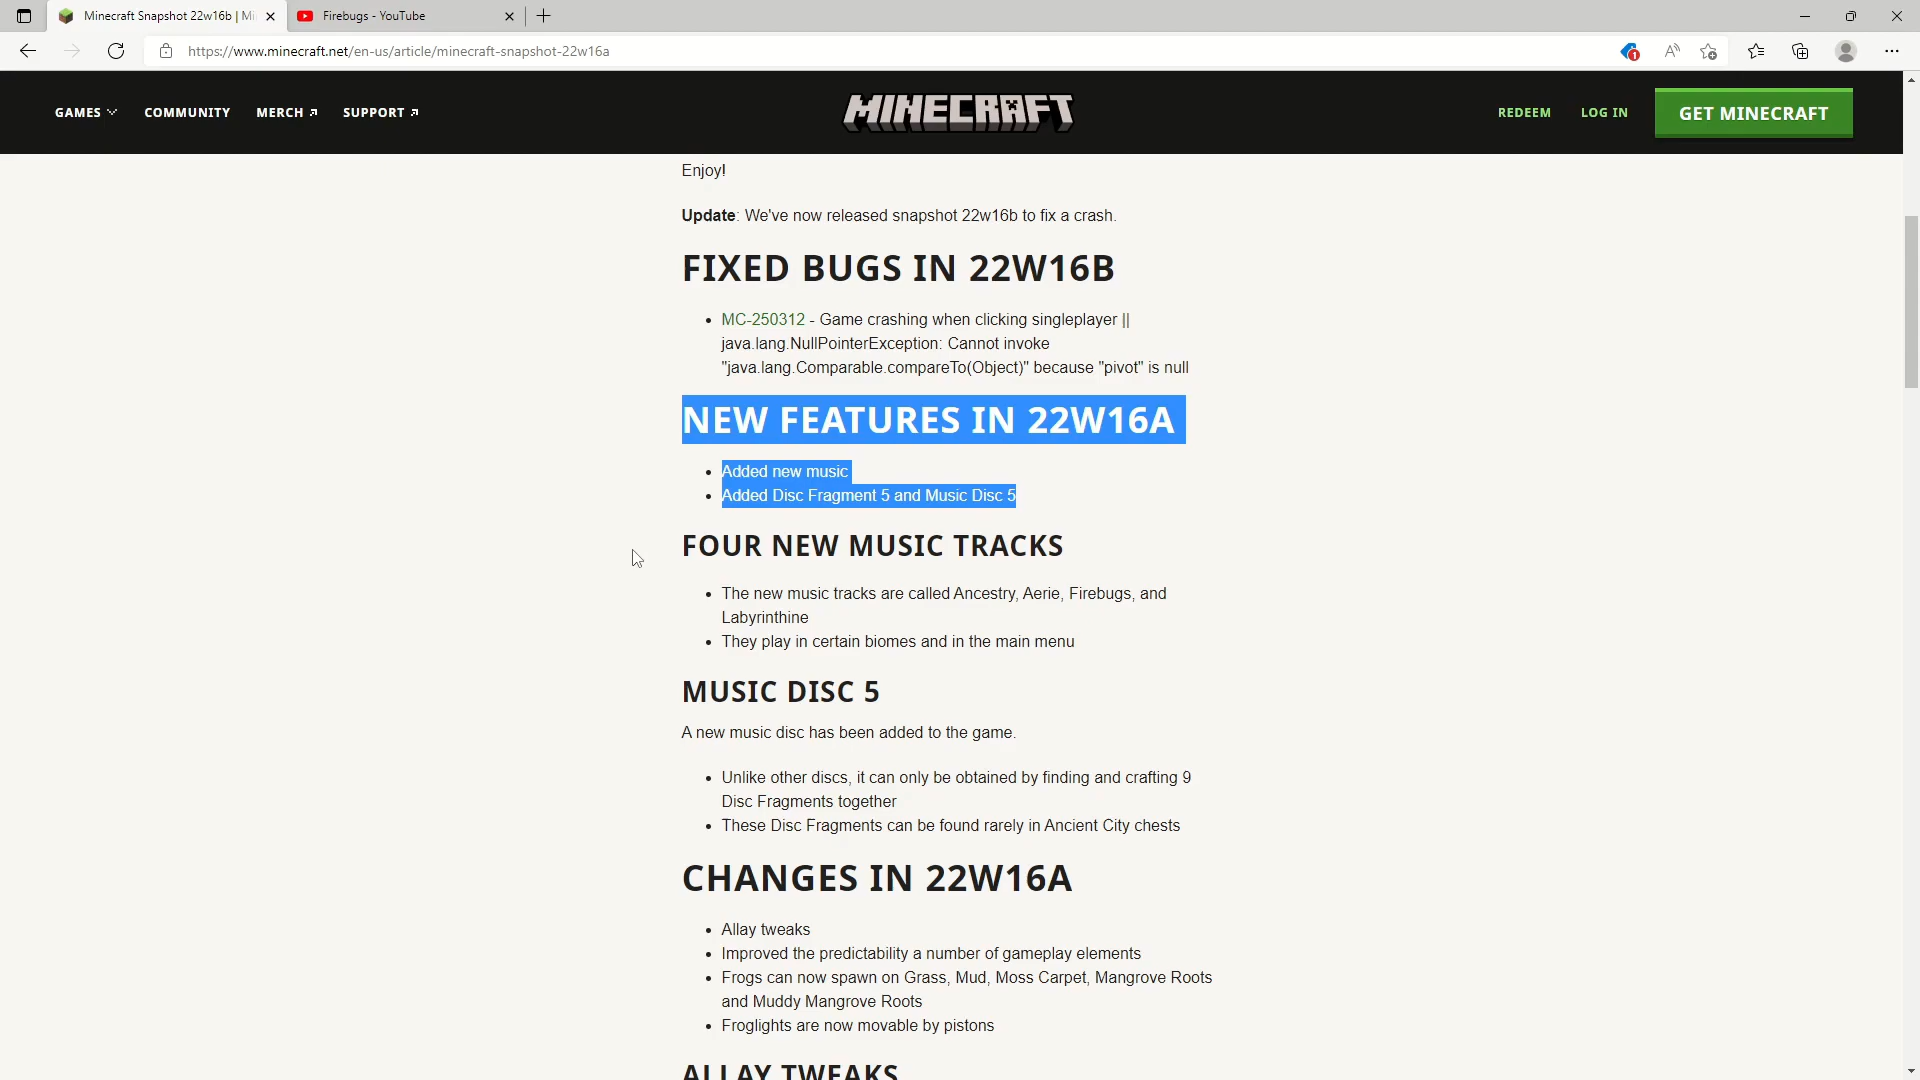 Minecraft Snapshot 22w16b | Mi
Firebugs - YouTube
https://www.minecraft.net/en-us/article/minecraft-snapshot-22w16a
1
GAMES
COMMUNITY
MERCH
SUPPORT
MINECRAFT
REDEEM
LOG IN
GET MINECRAFT
Enjoy!
Update: We've now released snapshot 22w16b to fix a crash.
FIXED BUGS IN 22W16B
MC-250312 - Game crashing when clicking singleplayer ||
java.lang.NullPointerException: Cannot invoke
"java.lang.Comparable.compareTo(Object)" because "pivot" is null
NEW FEATURES IN 22W16A
Added new music
Added Disc Fragment 5 and Music Disc 5
FOUR NEW MUSIC TRACKS
The new music tracks are called Ancestry, Aerie, Firebugs, and
Labyrinthine
They play in certain biomes and in the main menu
MUSIC DISC 5
A new music disc has been added to the game.
Unlike other discs, it can only be obtained by finding and crafting 9
Disc Fragments together
These Disc Fragments can be found rarely in Ancient City chests
CHANGES IN 22W16A
Allay tweaks
Improved the predictability a number of gameplay elements
Frogs can now spawn on Grass, Mud, Moss Carpet, Mangrove Roots
and Muddy Mangrove Roots
Froglights are now movable by pistons
ALLAY TWEAKS